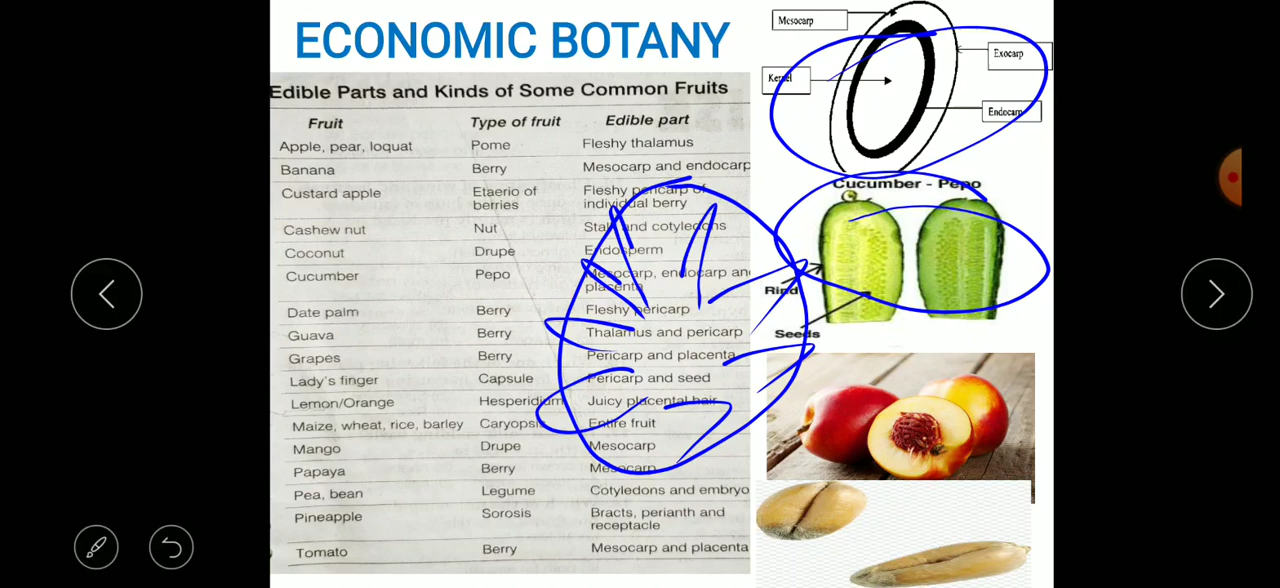 ECONOMIC BOTANY
Edible Parts and Kinds of Some Common Fruits
Fruit Type of fruit Edible part
Apple, pear, loquat Pome Fleshy thalamus
Banana Berry Mesocarp and endocarp
Custard apple Etaerio of berries Fleshy pericarp of individual berry
Cashew nut Nut Stalk and cotyledons
Coconut Drupe Endosperm
Cucumber Pepo Mesocarp, endocarp and placenta
Date palm Berry Fleshy pericarp
Guava Berry Thalamus and pericarp
Grapes Berry Pericarp and placenta
Lady's finger Capsule Pericarp and seed
Lemon/Orange Hesperidium Juicy placental hair
Maize, wheat, rice, barley Caryopsis Entire fruit
Mango Drupe Mesocarp
Papaya Berry Mesocarp
Pea, bean Legume Cotyledons and embryo
Pineapple Sorosis Bracts, perianth and receptacle
Tomato Berry Mesocarp and placenta
Mesocarp
Exocarp
Kernel
Endocarp
Cucumber - Pepo
Rind
Seeds